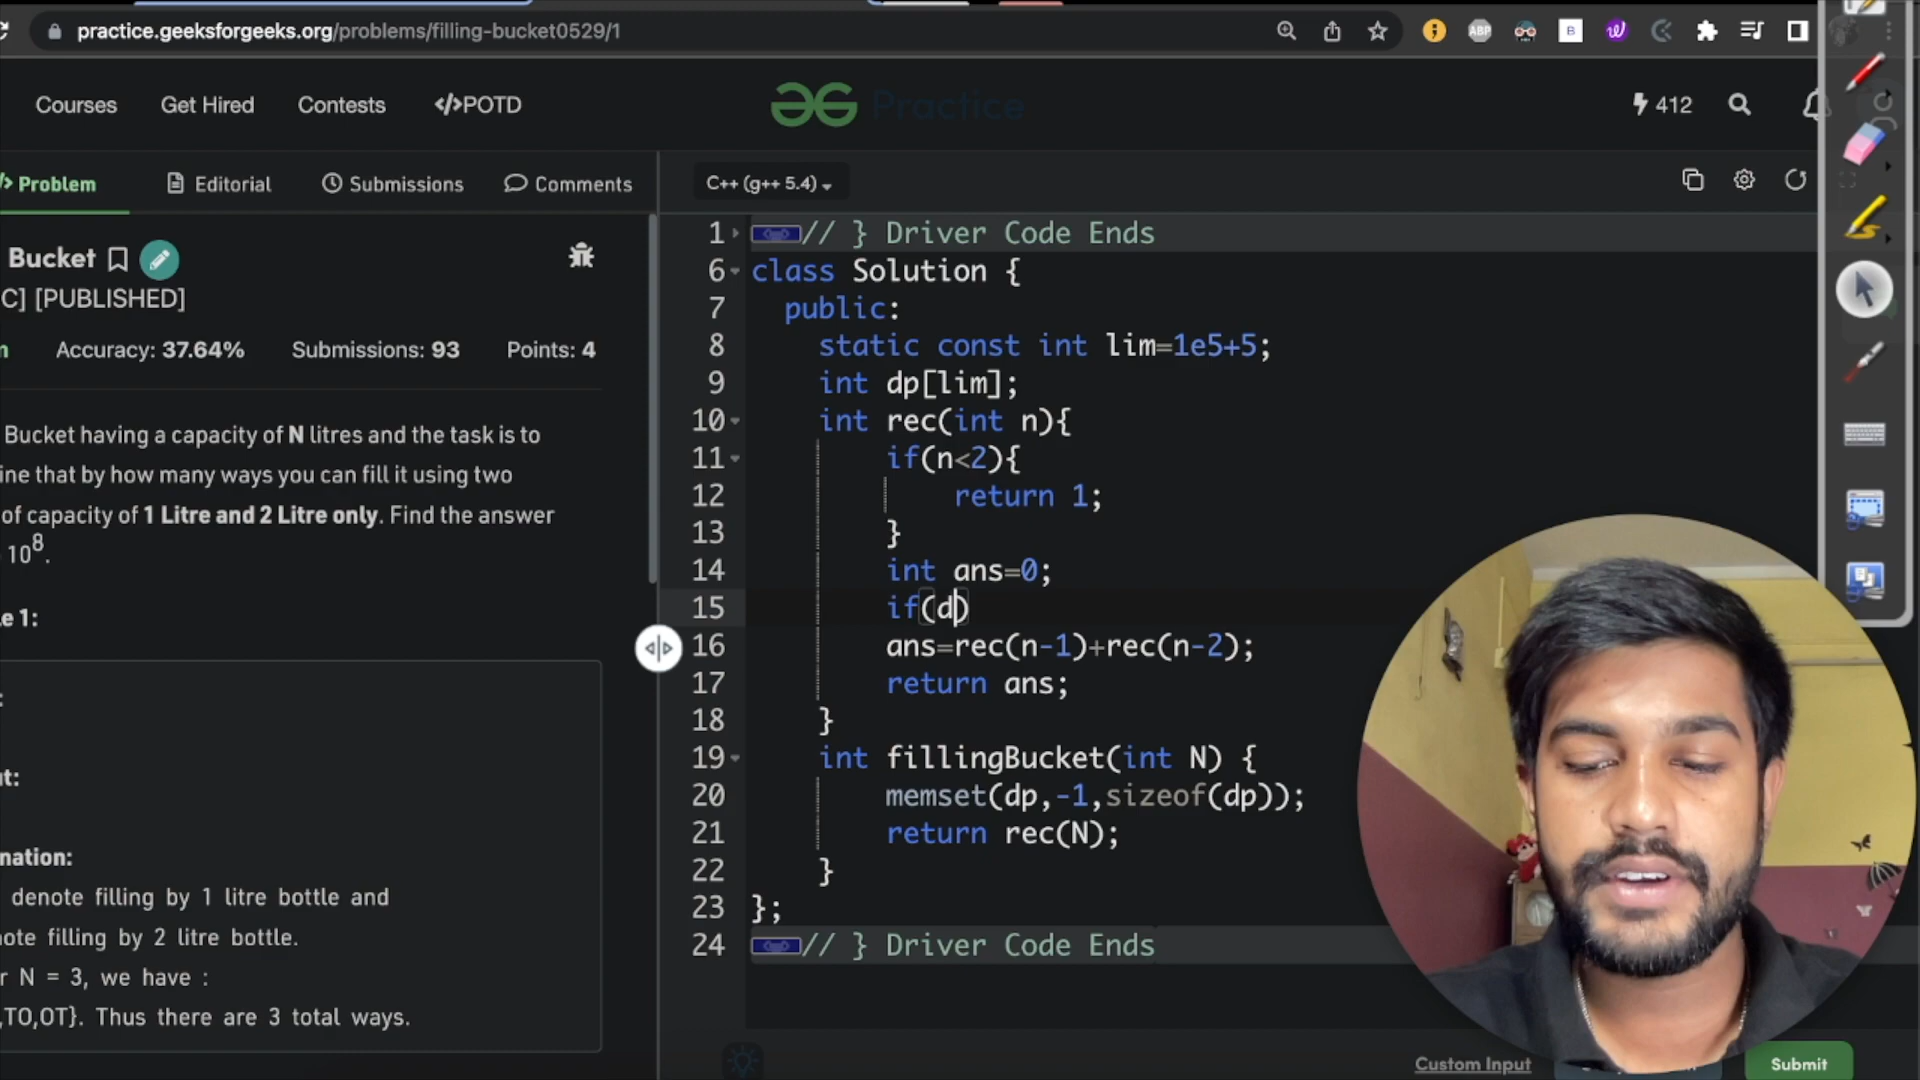 practice.geeksforgeeks.org/problems/filling-bucket0529/1
ABP
B
Courses
Get Hired
Contests
</>POTD
Practice
412
Problem
Editorial
Submissions
Comments
C++ (g++ 5.4)
Bucket
C] [PUBLISHED]
Accuracy: 37.64%
Submissions: 93
Points: 4
Bucket having a capacity of N litres and the task is to
ine that by how many ways you can fill it using two
of capacity of 1 Litre and 2 Litre only. Find the answer
10^8.
e 1:
:
ut:
nation:
denote filling by 1 litre bottle and
ote filling by 2 litre bottle.
r N = 3, we have :
,TO,OT}. Thus there are 3 total ways.
1 // } Driver Code Ends
6 class Solution {
7 public:
8 static const int lim=1e5+5;
9 int dp[lim];
10 int rec(int n){
11 if(n<2){
12 return 1;
13 }
14 int ans=0;
15 if(d)
16 ans=rec(n-1)+rec(n-2);
17 return ans;
18 }
19 int fillingBucket(int N) {
20 memset(dp,-1,sizeof(dp));
21 return rec(N);
22 }
23 };
24 // } Driver Code Ends
Custom Input
Submit